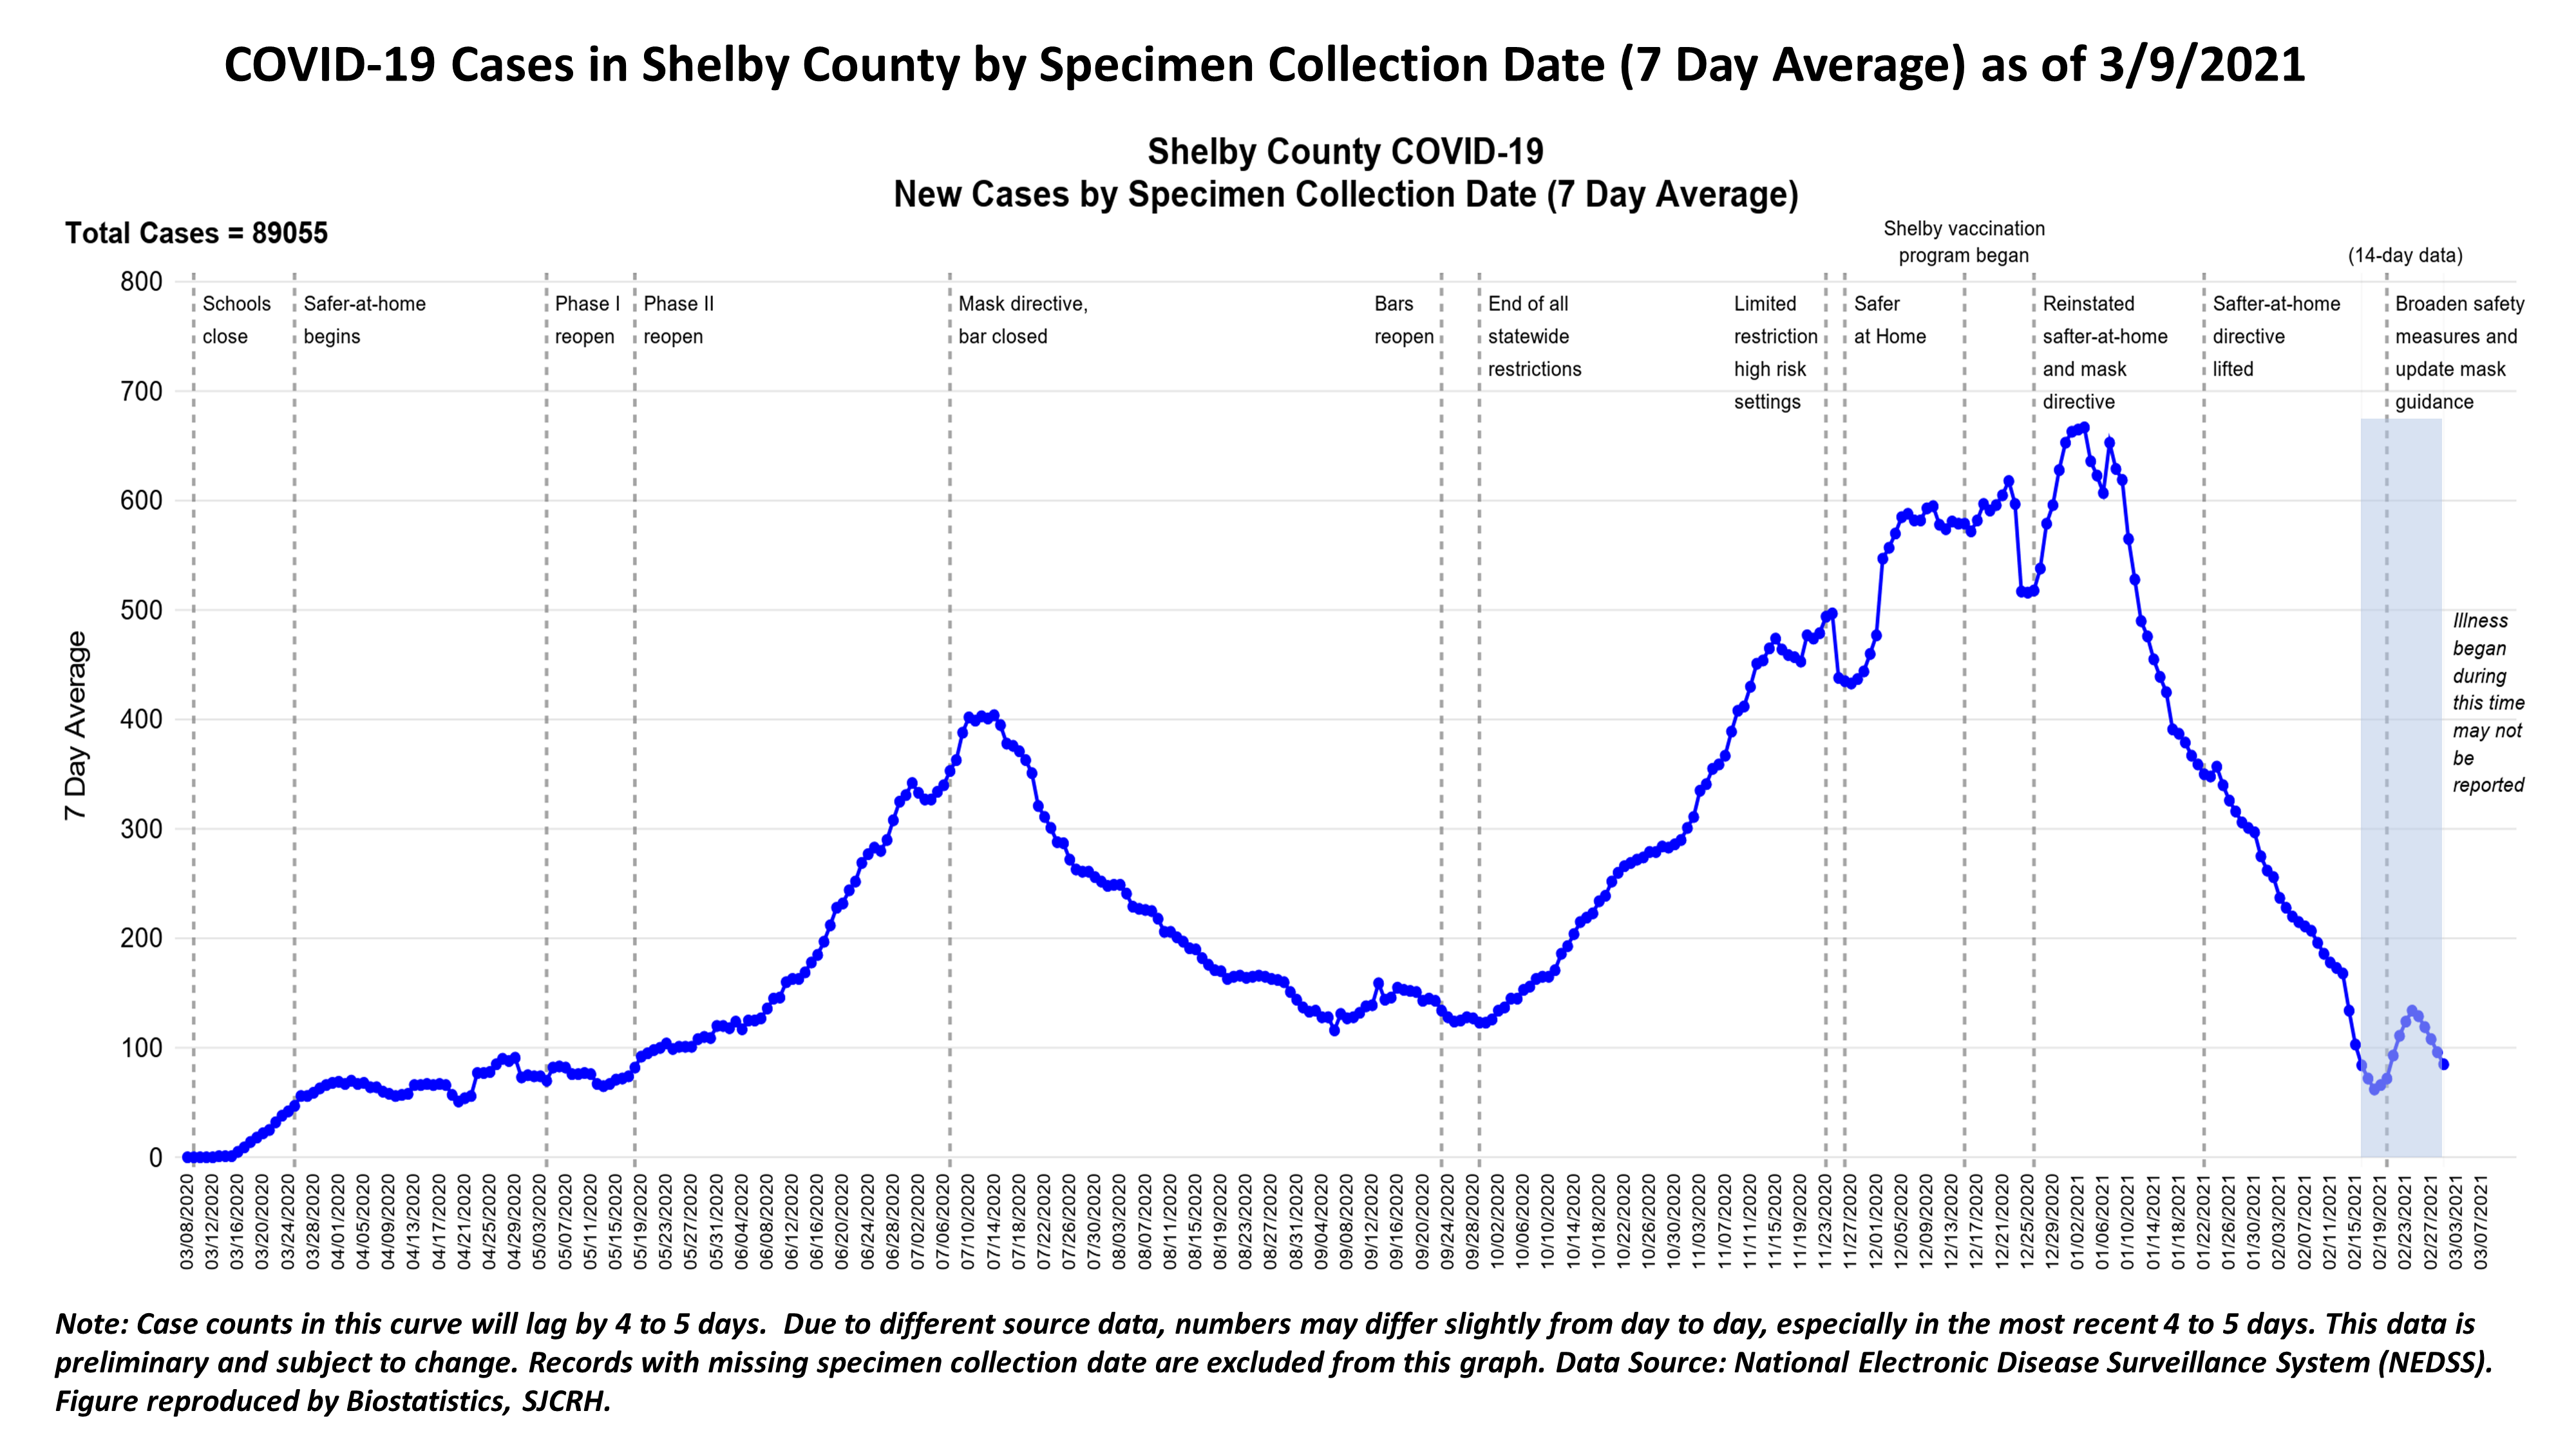 COVID-19 Cases in Shelby County by Specimen Collection Date (7 Day Average) as of 3/9/2021
Shelby County COVID-19
New Cases by Specimen Collection Date (7 Day Average)
Total Cases = 89055
Shelby vaccination
program began
(14-day data)
Schools
close
Safer-at-home
begins
Phase I
reopen
Phase II
reopen
Mask directive,
bar closed
Bars
reopen
End of all
statewide
restrictions
Limited
restriction
high risk
settings
Safer
at Home
Reinstated
safter-at-home
and mask
directive
Safter-at-home
directive
lifted
Broaden safety
measures and
update mask
guidance
Illness
began
during
this time
may not
be
reported
7 Day Average
800
700
600
500
400
300
200
100
0
03/08/2020
03/12/2020
03/16/2020
03/20/2020
03/24/2020
03/28/2020
04/01/2020
04/05/2020
04/09/2020
04/13/2020
04/17/2020
04/21/2020
04/25/2020
04/29/2020
05/03/2020
05/07/2020
05/11/2020
05/15/2020
05/19/2020
05/23/2020
05/27/2020
05/31/2020
06/04/2020
06/08/2020
06/12/2020
06/16/2020
06/20/2020
06/24/2020
06/28/2020
07/02/2020
07/06/2020
07/10/2020
07/14/2020
07/18/2020
07/22/2020
07/26/2020
07/30/2020
08/03/2020
08/07/2020
08/11/2020
08/15/2020
08/19/2020
08/23/2020
08/27/2020
08/31/2020
09/04/2020
09/08/2020
09/12/2020
09/16/2020
09/20/2020
09/24/2020
09/28/2020
10/02/2020
10/06/2020
10/10/2020
10/14/2020
10/18/2020
10/22/2020
10/26/2020
10/30/2020
11/03/2020
11/07/2020
11/11/2020
11/15/2020
11/19/2020
11/23/2020
11/27/2020
12/01/2020
12/05/2020
12/09/2020
12/13/2020
12/17/2020
12/21/2020
12/25/2020
12/29/2020
01/02/2021
01/06/2021
01/10/2021
01/14/2021
01/18/2021
01/22/2021
01/26/2021
01/30/2021
02/03/2021
02/07/2021
02/11/2021
02/15/2021
02/19/2021
02/23/2021
02/27/2021
03/03/2021
03/07/2021
Note: Case counts in this curve will lag by 4 to 5 days.  Due to different source data, numbers may differ slightly from day to day, especially in the most recent 4 to 5 days. This data is
preliminary and subject to change. Records with missing specimen collection date are excluded from this graph. Data Source: National Electronic Disease Surveillance System (NEDSS).
Figure reproduced by Biostatistics, SJCRH.